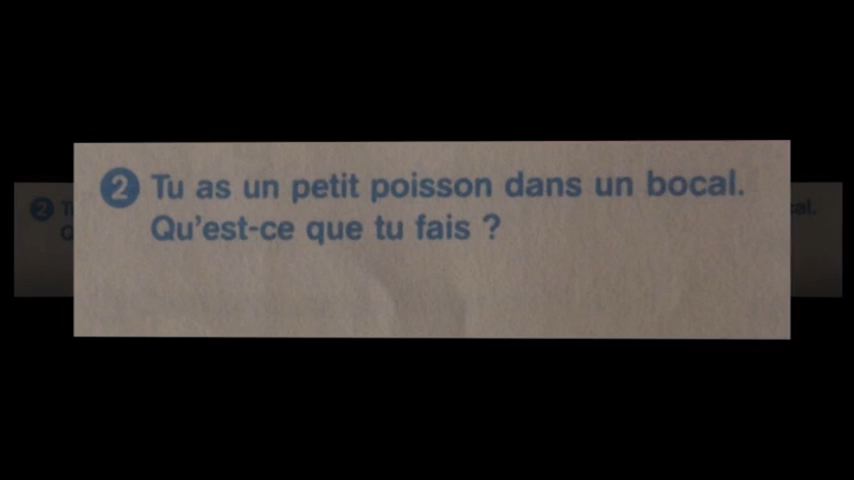 2 Tu as un petit poisson dans un bocal.
Qu'est-ce que tu fais ?